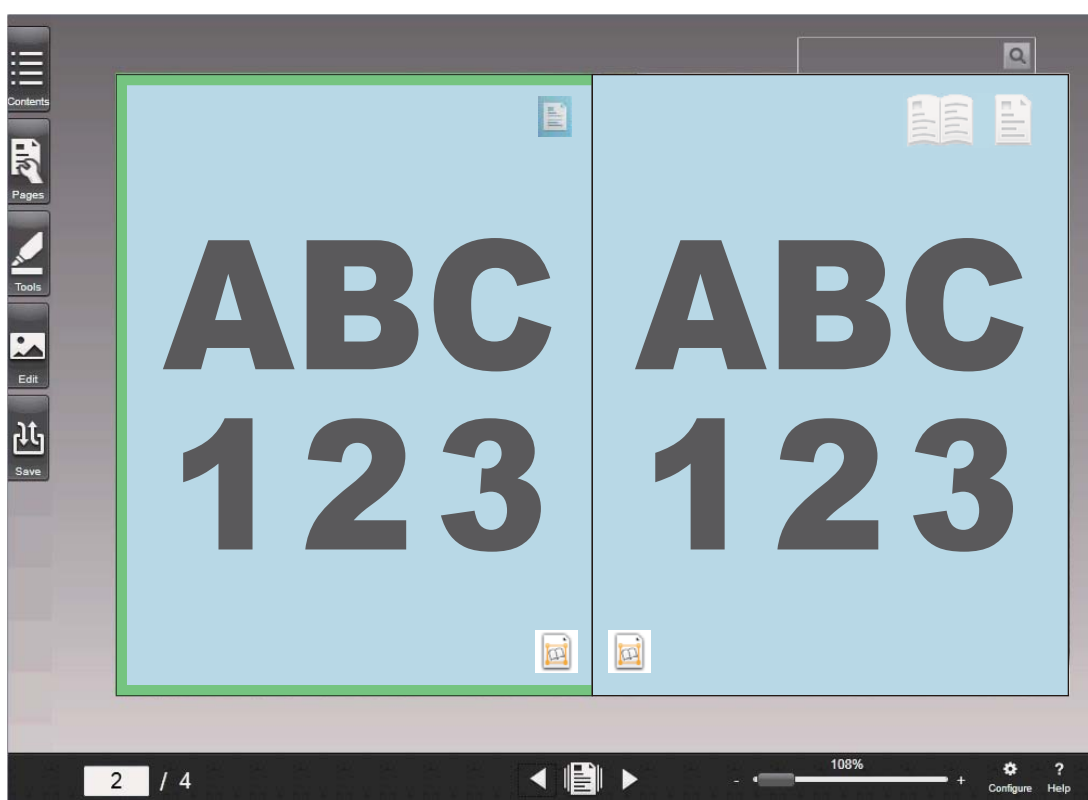 Contents
Pages
Tools
Edit
Save
ABC
123
ABC
123
2 / 4
- 108% +
Configure
? Help